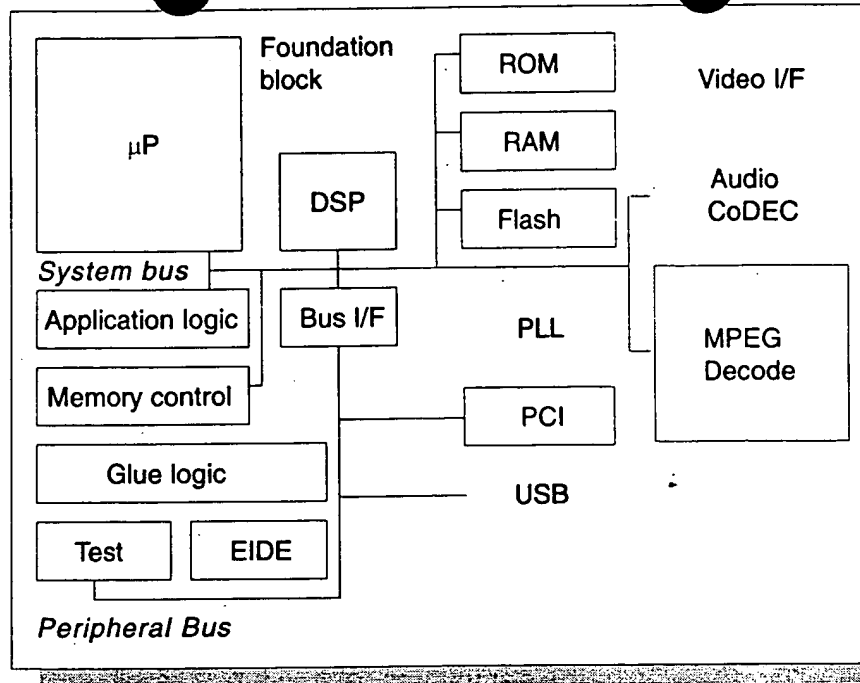 μP
Foundation
block
DSP
ROM
RAM
Flash
Video I/F
Audio
CoDEC
System bus
Application logic
Bus I/F
PLL
MPEG
Decode
Memory control
PCI
Glue logic
USB
Test
EIDE
Peripheral Bus